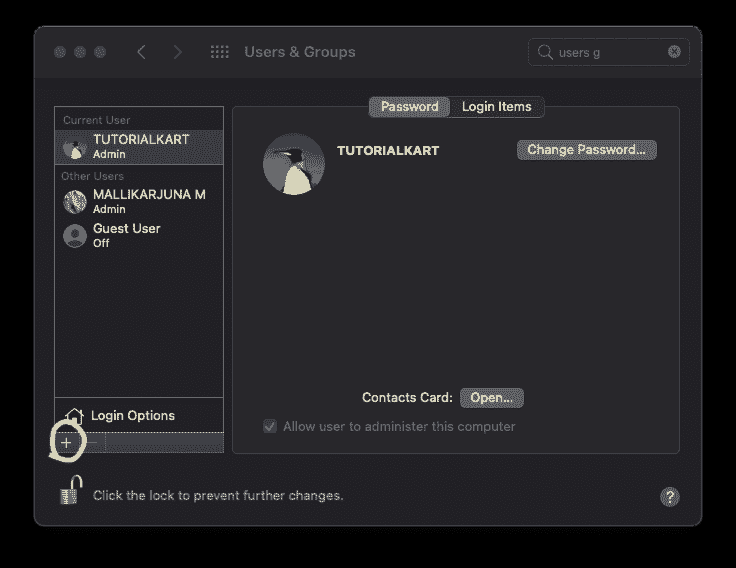 Users & Groups
users g
Password
Login Items
Current User
TUTORIALKART
Admin
Other Users
MALLIKARJUNA M
Admin
Guest User
Off
Login Options
+
TUTORIALKART
Change Password...
Contacts Card:
Open...
Allow user to administer this computer
Click the lock to prevent further changes.
?